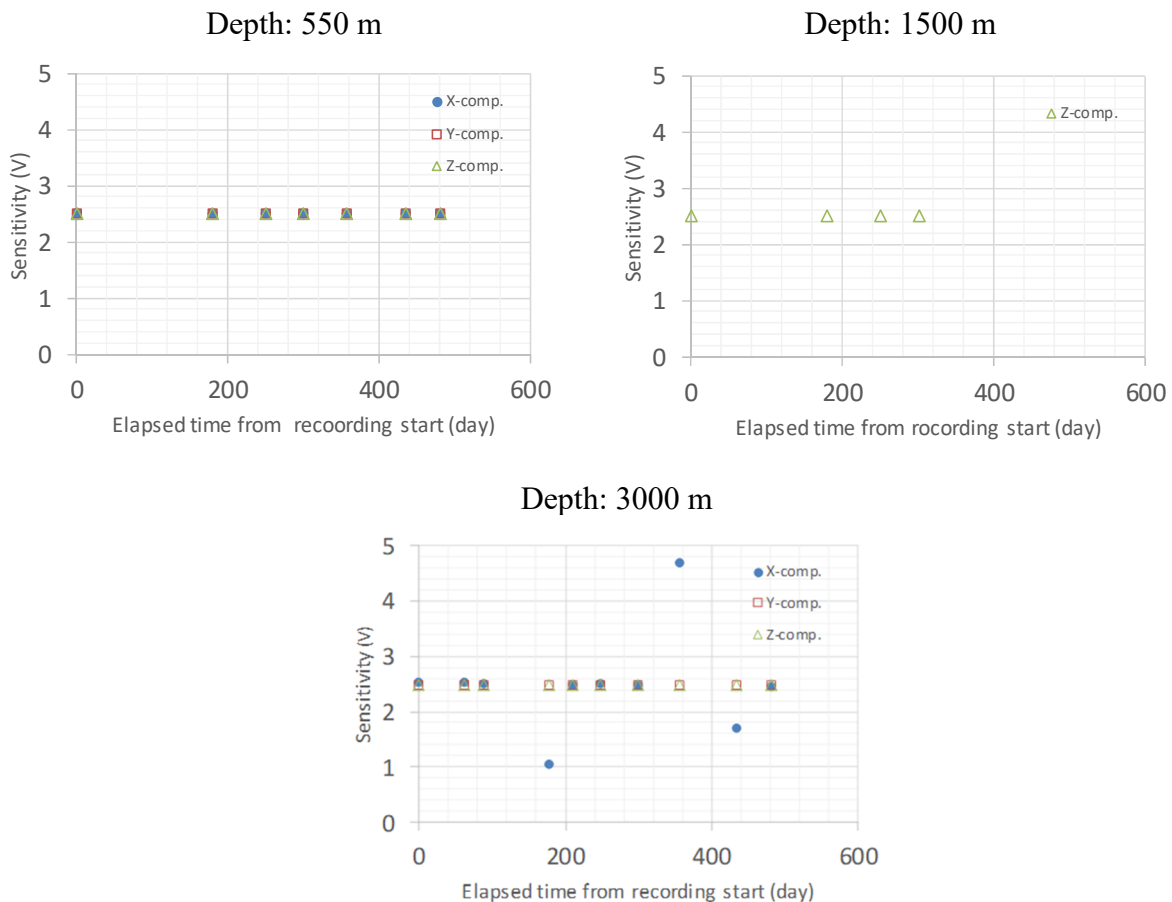 Depth: 550 m
5
4
3
2
1
0
Sensitivity (V)
X-comp.
Y-comp.
Z-comp.
0 200 400 600
Elapsed time from recoording start (day)
Depth: 1500 m
5
4
3
2
1
0
Sensitivity (V)
Z-comp.
0 200 400 600
Elapsed time from rocording start (day)
Depth: 3000 m
5
4
3
2
1
0
Sensitivity (V)
X-comp.
Y-comp.
Z-comp.
0 200 400 600
Elapsed time from recording start (day)